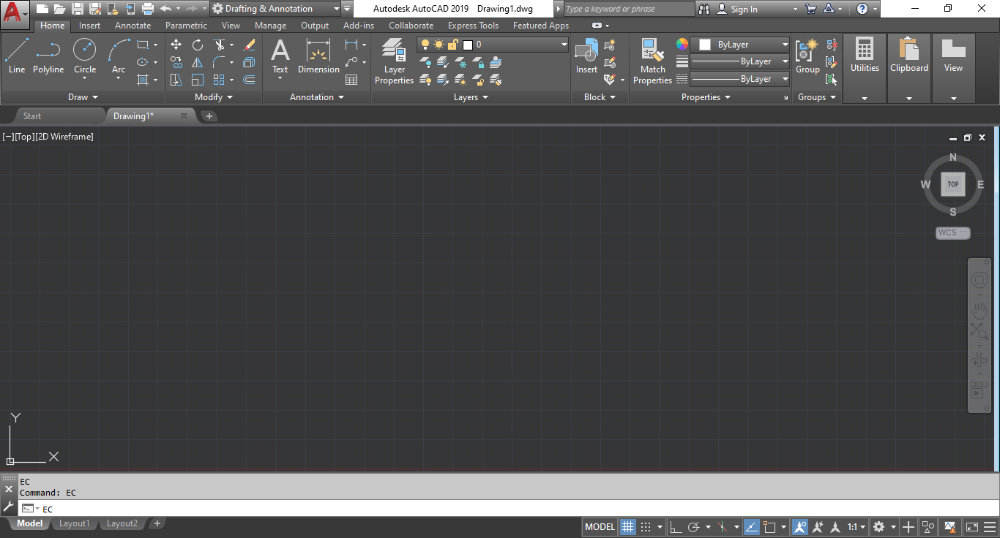 Drafting & Annotation
Autodesk AutoCAD 2019 Drawing1.dwg
Type a keyword or phrase
Sign In
Home Insert Annotate Parametric View Manage Output Add-ins Collaborate Express Tools Featured Apps
Line Polyline Circle Arc
Draw
Modify
Text Dimension
Annotation
Layer
Properties
0
Layers
Insert
Block
Match
Properties
ByLayer
ByLayer
ByLayer
Properties
Group
Groups
Utilities
Clipboard
View
Start Drawing1*
[−][Top][2D Wireframe]
N
W TOP E
S
WCS
Y
X
EC
Command: EC
EC
Model Layout1 Layout2
MODEL 1:1